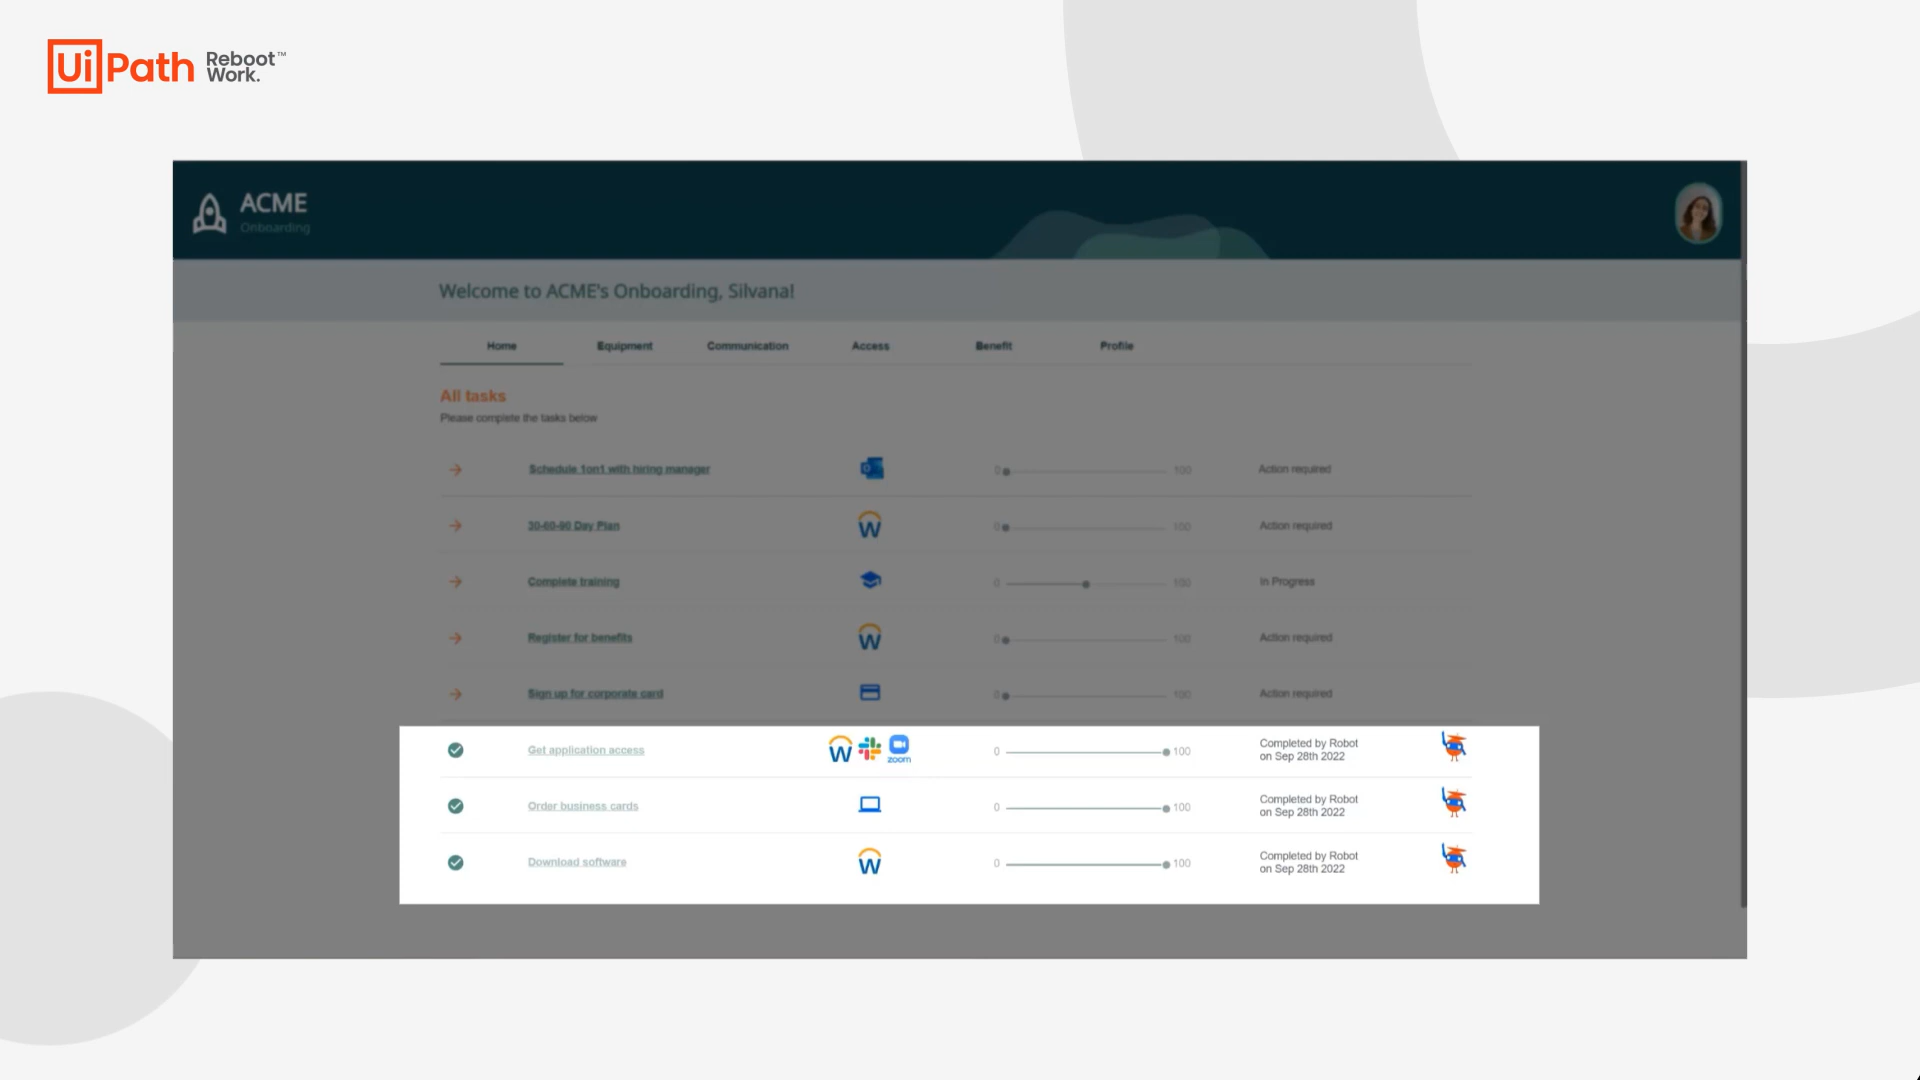 UiPath Reboot™
Work.
ACME
Onboarding
Welcome to ACME's Onboarding, Silvana!
Home Equipment Communication Access Benefit Profile
All tasks
Please complete the tasks below
Schedule 1on1 with hiring manager 0 100 Action required
30-60-90 Day Plan 0 100 Action required
Complete training 0 100 In Progress
Register for benefits 0 100 Action required
Sign up for corporate card 0 100 Action required
Get application access zoom 0 100 Completed by Robot
on Sep 28th 2022
Order business cards 0 100 Completed by Robot
on Sep 28th 2022
Download software 0 100 Completed by Robot
on Sep 28th 2022